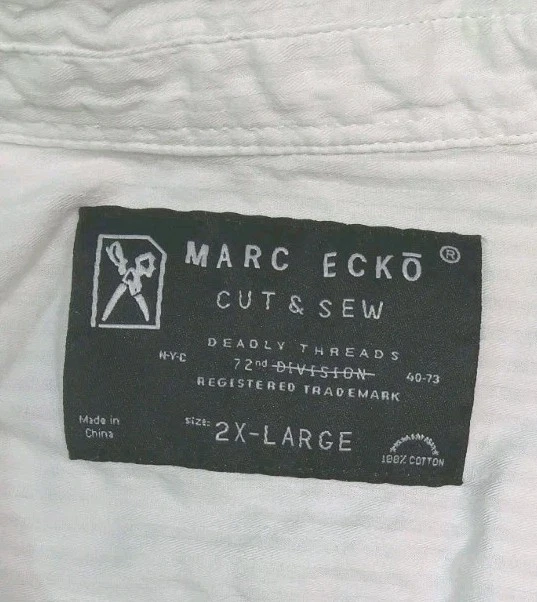 MARC ECKŌ ®
CUT & SEW
DEADLY THREADS
N-Y-C 72nd DIVISION 40-73
REGISTERED TRADEMARK
Made in
China
size: 2X-LARGE
100% COTTON